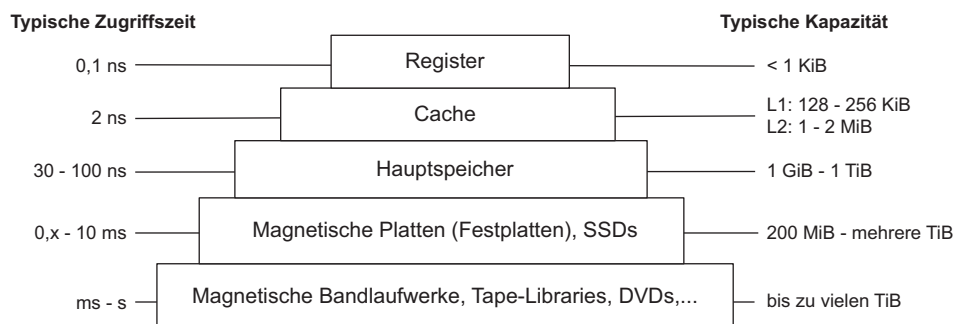 Typische Zugriffszeit
Typische Kapazität
0,1 ns
Register
< 1 KiB
2 ns
Cache
L1: 128 - 256 KiB
L2: 1 - 2 MiB
30 - 100 ns
Hauptspeicher
1 GiB - 1 TiB
0,x - 10 ms
Magnetische Platten (Festplatten), SSDs
200 MiB - mehrere TiB
ms - s
Magnetische Bandlaufwerke, Tape-Libraries, DVDs,...
bis zu vielen TiB